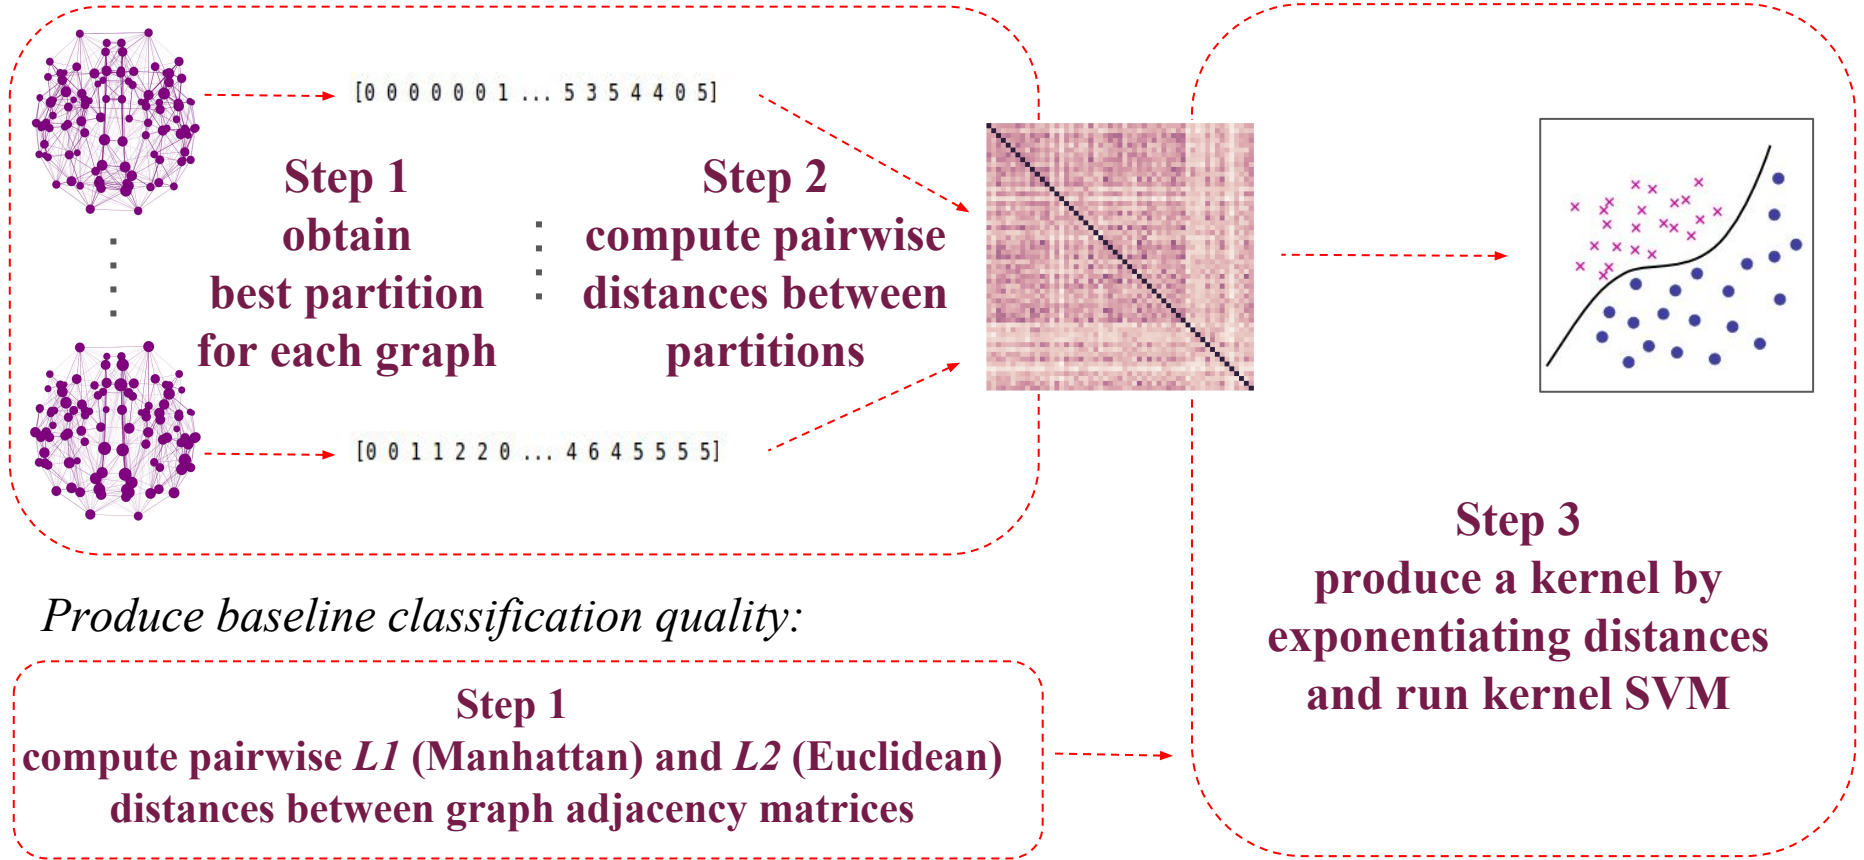 [0 0 0 0 0 0 1 ... 5 3 5 4 4 0 5]
Step 1
obtain
best partition
for each graph
Step 2
compute pairwise
distances between
partitions
[0 0 1 1 2 2 0 ... 4 6 4 5 5 5 5]
Step 3
produce a kernel by
exponentiating distances
and run kernel SVM
Produce baseline classification quality:
Step 1
compute pairwise L1 (Manhattan) and L2 (Euclidean)
distances between graph adjacency matrices